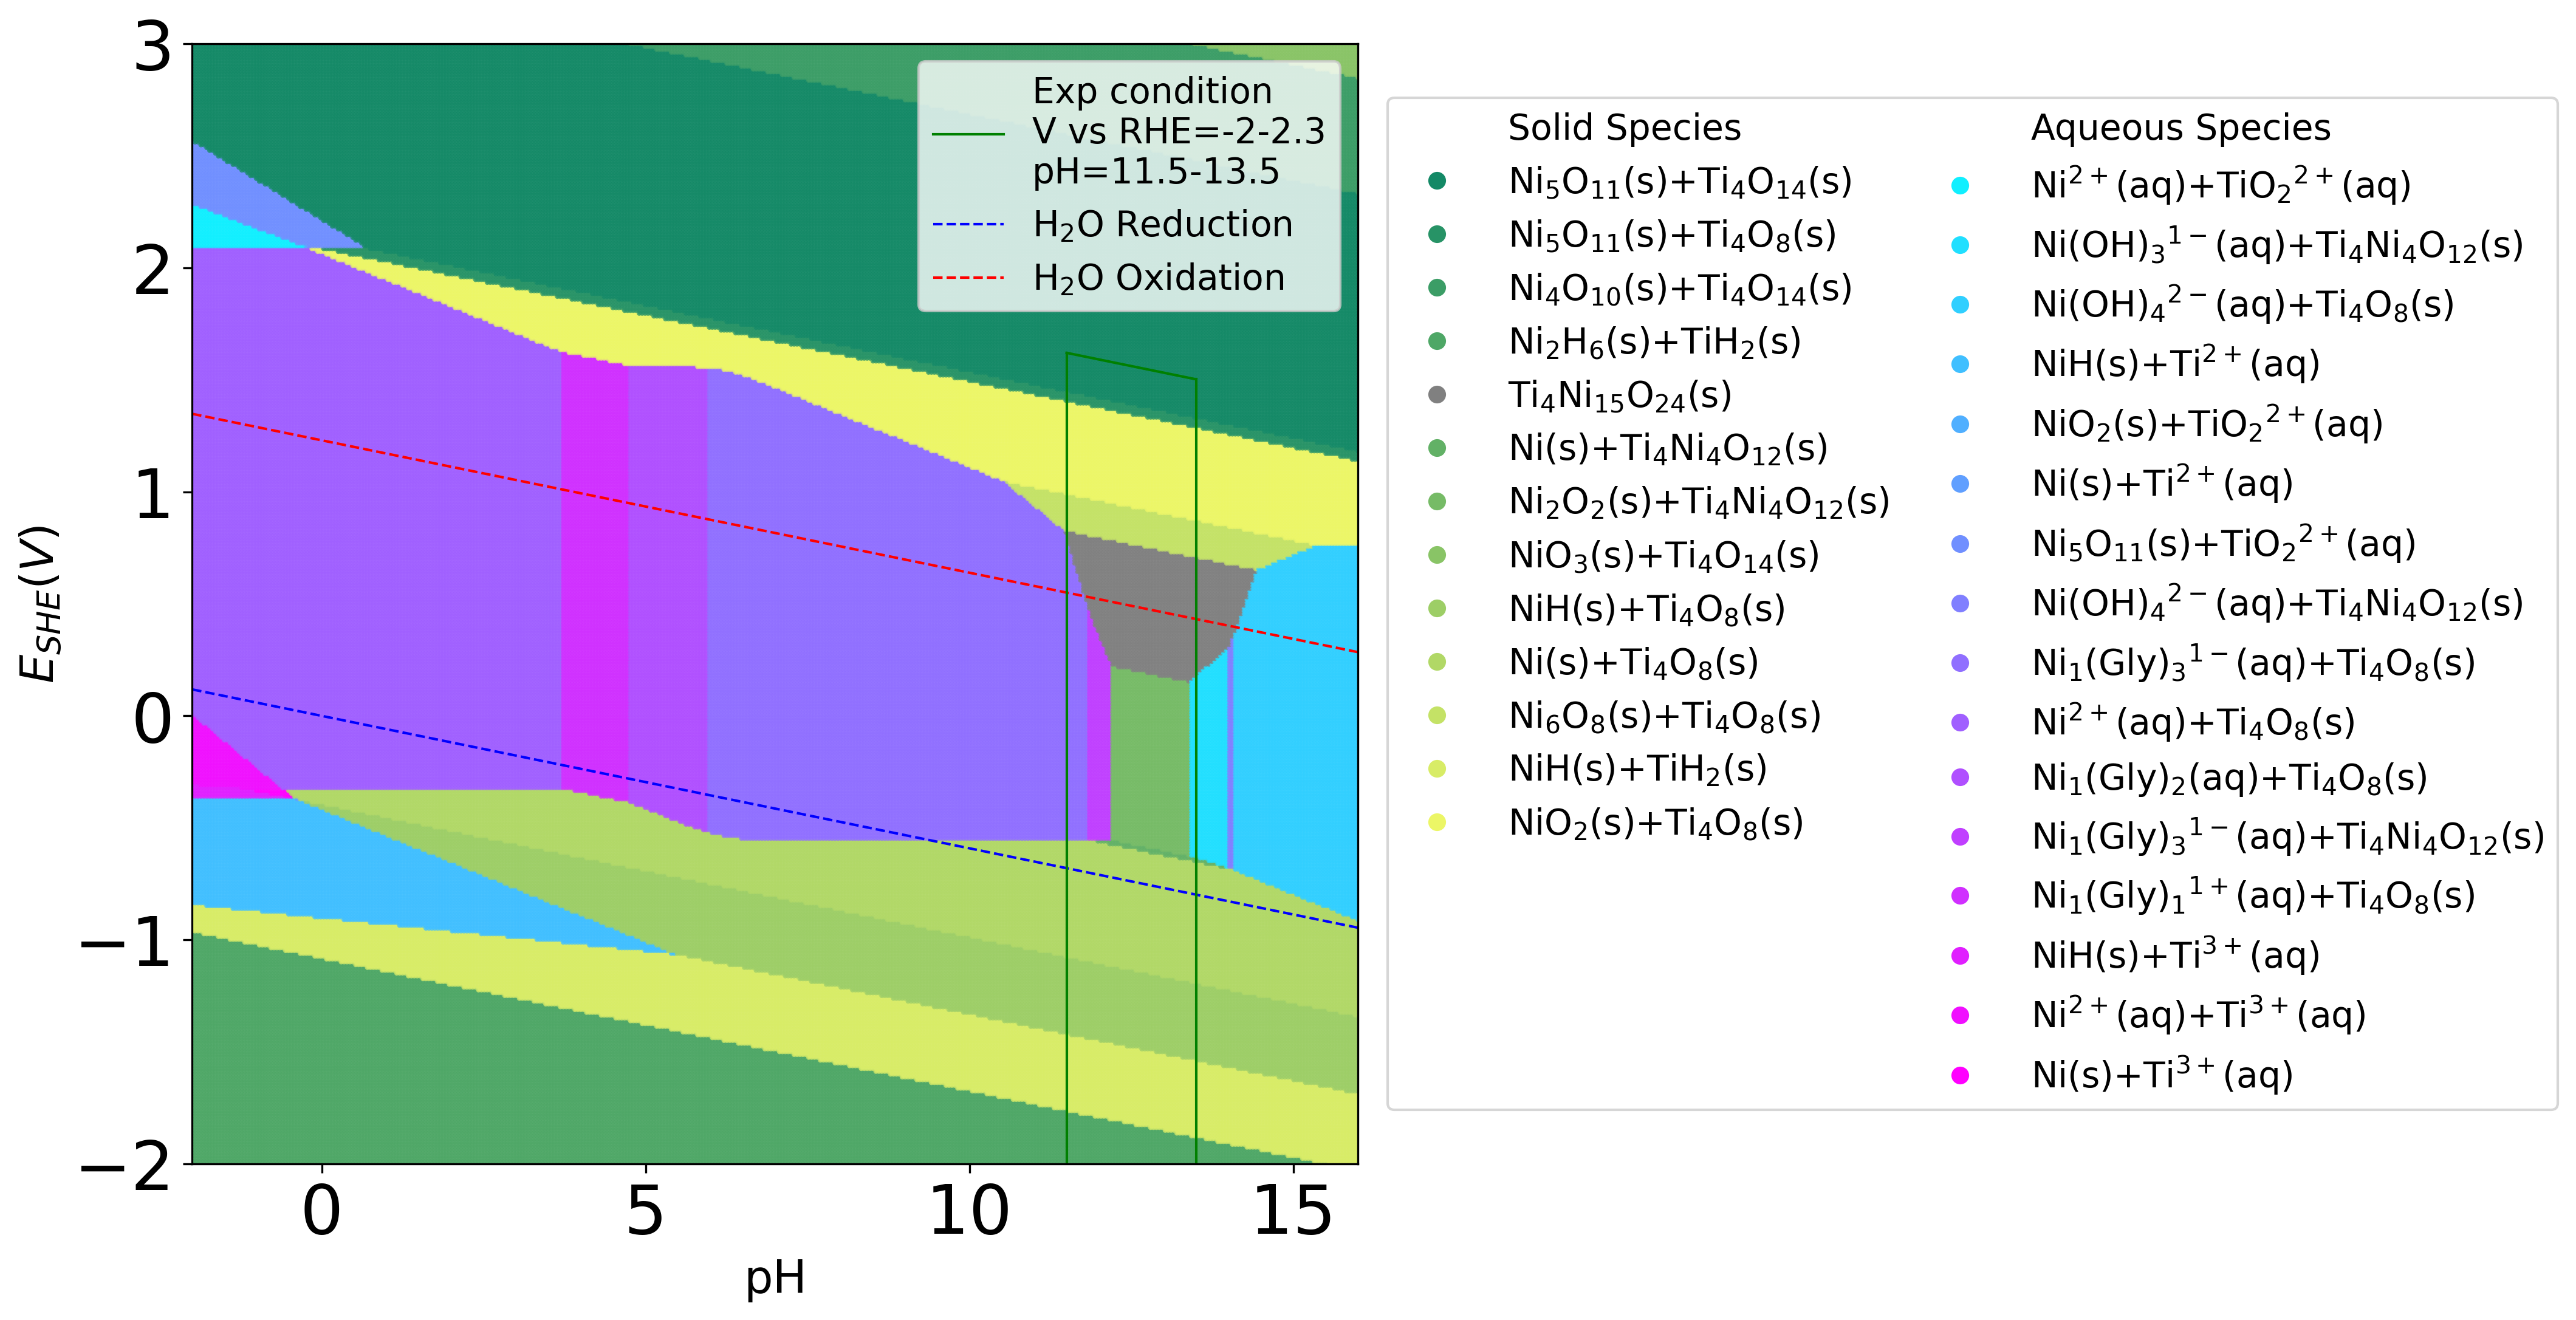 3
2
1
0
−1
−2
E_{SHE}(V)
0
5
10
15
pH
Exp condition
V vs RHE=-2-2.3
pH=11.5-13.5
H₂O Reduction
H₂O Oxidation
Solid Species
Ni₅O₁₁(s)+Ti₄O₁₄(s)
Ni₅O₁₁(s)+Ti₄O₈(s)
Ni₄O₁₀(s)+Ti₄O₁₄(s)
Ni₂H₆(s)+TiH₂(s)
Ti₄Ni₁₅O₂₄(s)
Ni(s)+Ti₄Ni₄O₁₂(s)
Ni₂O₂(s)+Ti₄Ni₄O₁₂(s)
NiO₃(s)+Ti₄O₁₄(s)
NiH(s)+Ti₄O₈(s)
Ni(s)+Ti₄O₈(s)
Ni₆O₈(s)+Ti₄O₈(s)
NiH(s)+TiH₂(s)
NiO₂(s)+Ti₄O₈(s)
Aqueous Species
Ni²⁺(aq)+TiO₂²⁺(aq)
Ni(OH)₃¹⁻(aq)+Ti₄Ni₄O₁₂(s)
Ni(OH)₄²⁻(aq)+Ti₄O₈(s)
NiH(s)+Ti²⁺(aq)
NiO₂(s)+TiO₂²⁺(aq)
Ni(s)+Ti²⁺(aq)
Ni₅O₁₁(s)+TiO₂²⁺(aq)
Ni(OH)₄²⁻(aq)+Ti₄Ni₄O₁₂(s)
Ni₁(Gly)₃¹⁻(aq)+Ti₄O₈(s)
Ni²⁺(aq)+Ti₄O₈(s)
Ni₁(Gly)₂(aq)+Ti₄O₈(s)
Ni₁(Gly)₃¹⁻(aq)+Ti₄Ni₄O₁₂(s)
Ni₁(Gly)₁¹⁺(aq)+Ti₄O₈(s)
NiH(s)+Ti³⁺(aq)
Ni²⁺(aq)+Ti³⁺(aq)
Ni(s)+Ti³⁺(aq)